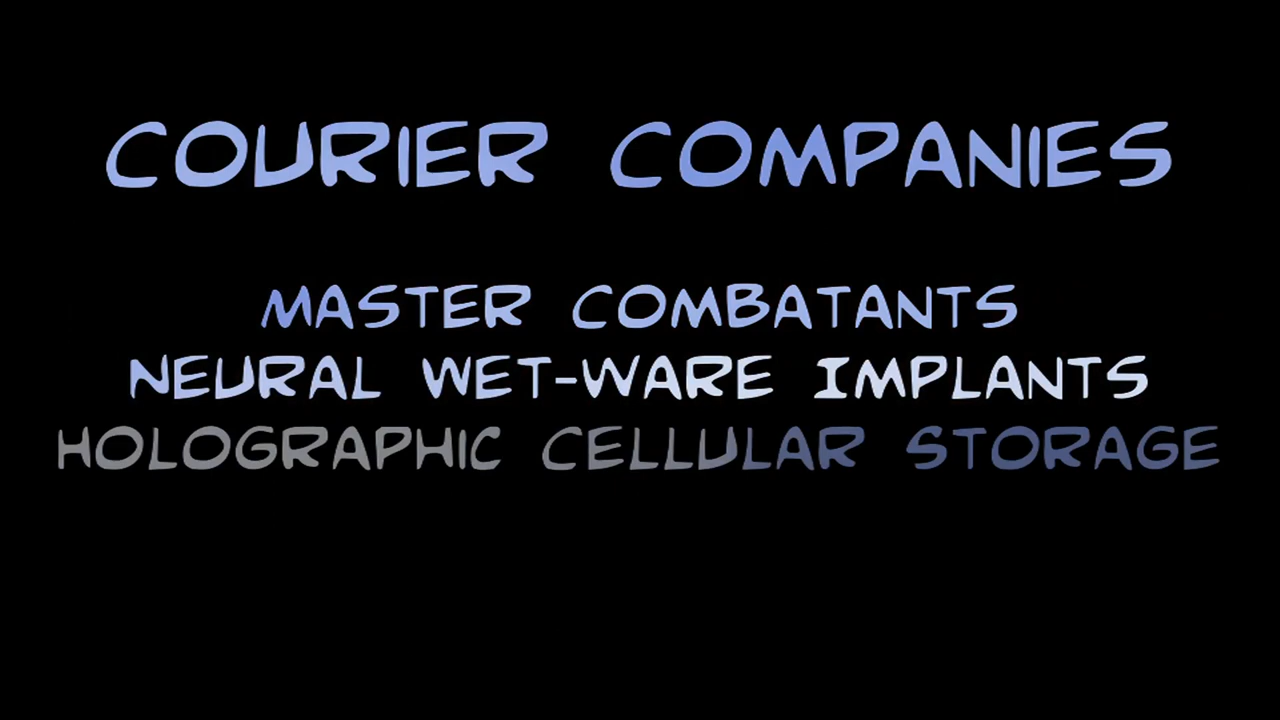 COURIER COMPANIES
MASTER COMBATANTS
NEURAL WET-WARE IMPLANTS
HOLOGRAPHIC CELLULAR STORAGE